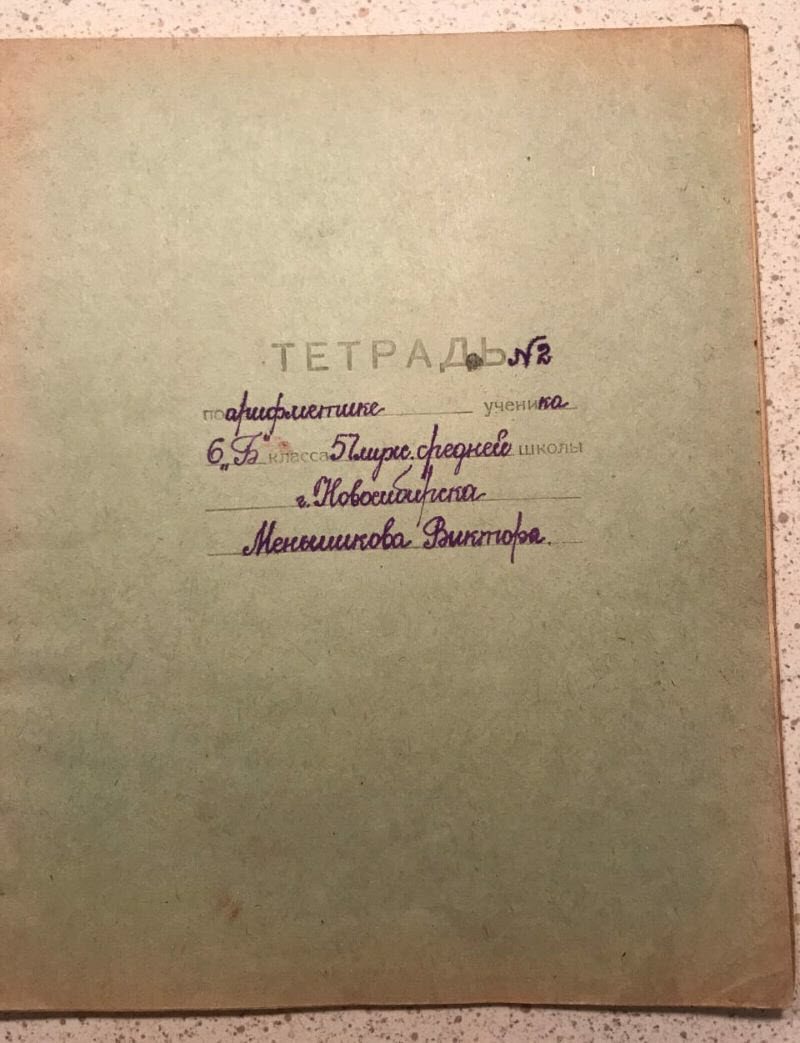 ТЕТРАДЬ №2
по арифметике ученика
6 „Б" класса 57 муж. средней школы
г. Новосибирска
Меньшикова Виктора.